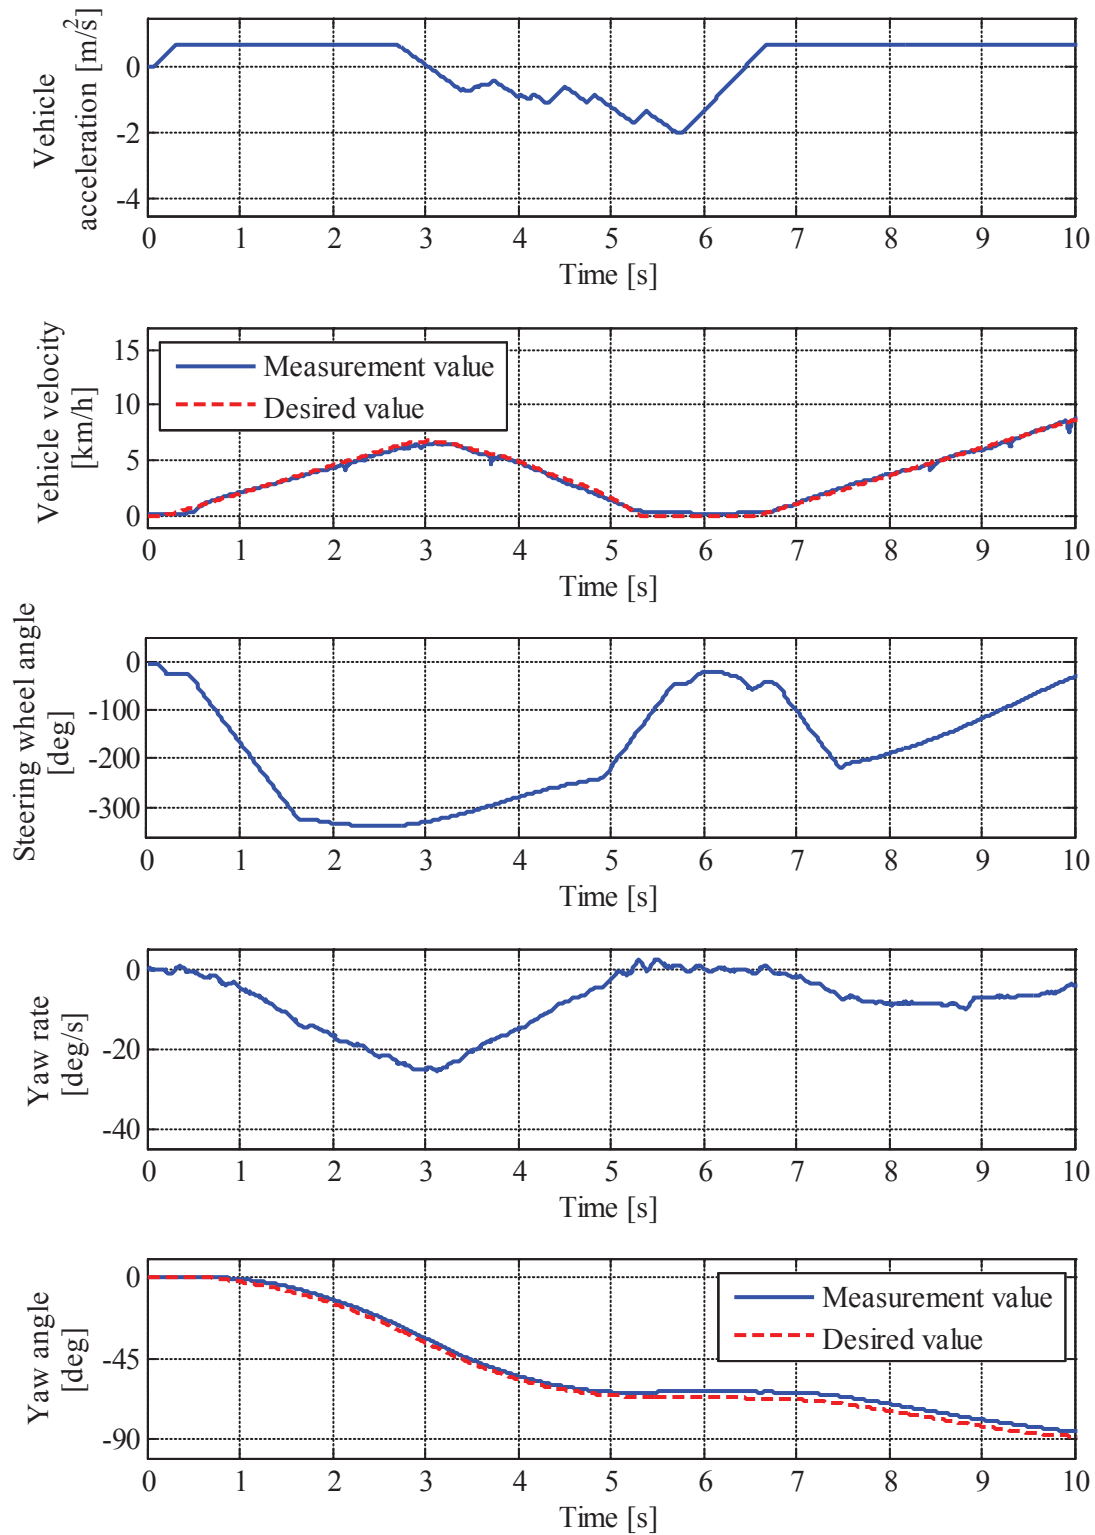 Vehicle
acceleration [m/s²]
0
-2
-4
0 1 2 3 4 5 6 7 8 9 10
Time [s]
Vehicle velocity
[km/h]
15
10
5
0
Measurement value
Desired value
0 1 2 3 4 5 6 7 8 9 10
Time [s]
Steering wheel angle
[deg]
0
-100
-200
-300
0 1 2 3 4 5 6 7 8 9 10
Time [s]
Yaw rate
[deg/s]
0
-20
-40
0 1 2 3 4 5 6 7 8 9 10
Time [s]
Yaw angle
[deg]
0
-45
-90
Measurement value
Desired value
0 1 2 3 4 5 6 7 8 9 10
Time [s]